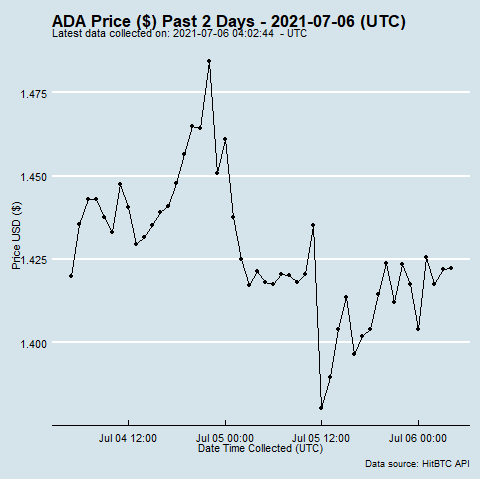 ADA Price ($) Past 2 Days - 2021-07-06 (UTC)
Latest data collected on: 2021-07-06 04:02:44  - UTC
Price USD ($)
1.475
1.450
1.425
1.400
Jul 04 12:00
Jul 05 00:00
Jul 05 12:00
Jul 06 00:00
Date Time Collected (UTC)
Data source: HitBTC API